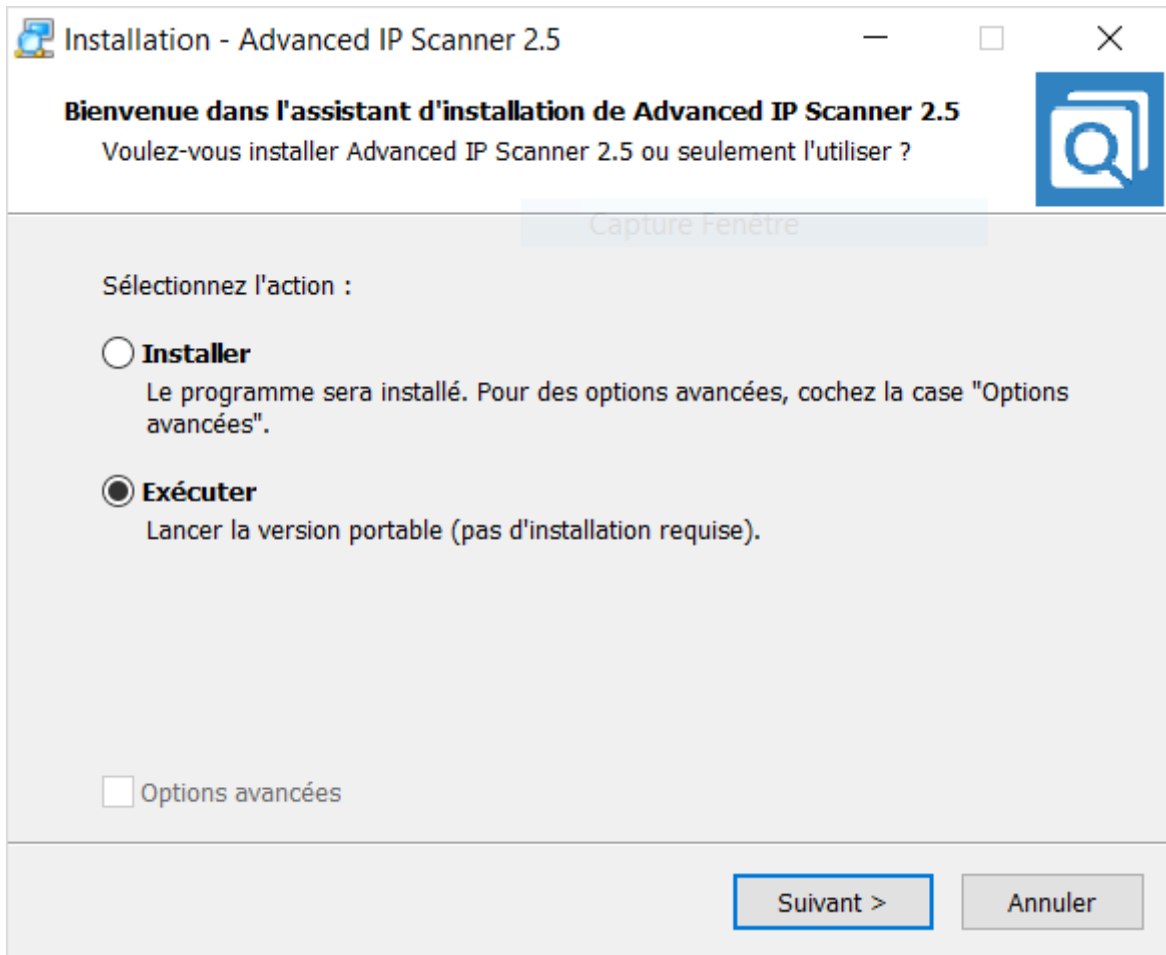 Installation - Advanced IP Scanner 2.5
Bienvenue dans l'assistant d'installation de Advanced IP Scanner 2.5
Voulez-vous installer Advanced IP Scanner 2.5 ou seulement l'utiliser ?
Capture Fenêtre
Sélectionnez l'action :
Installer
Le programme sera installé. Pour des options avancées, cochez la case "Options
avancées".
Exécuter
Lancer la version portable (pas d'installation requise).
Options avancées
Suivant > Annuler